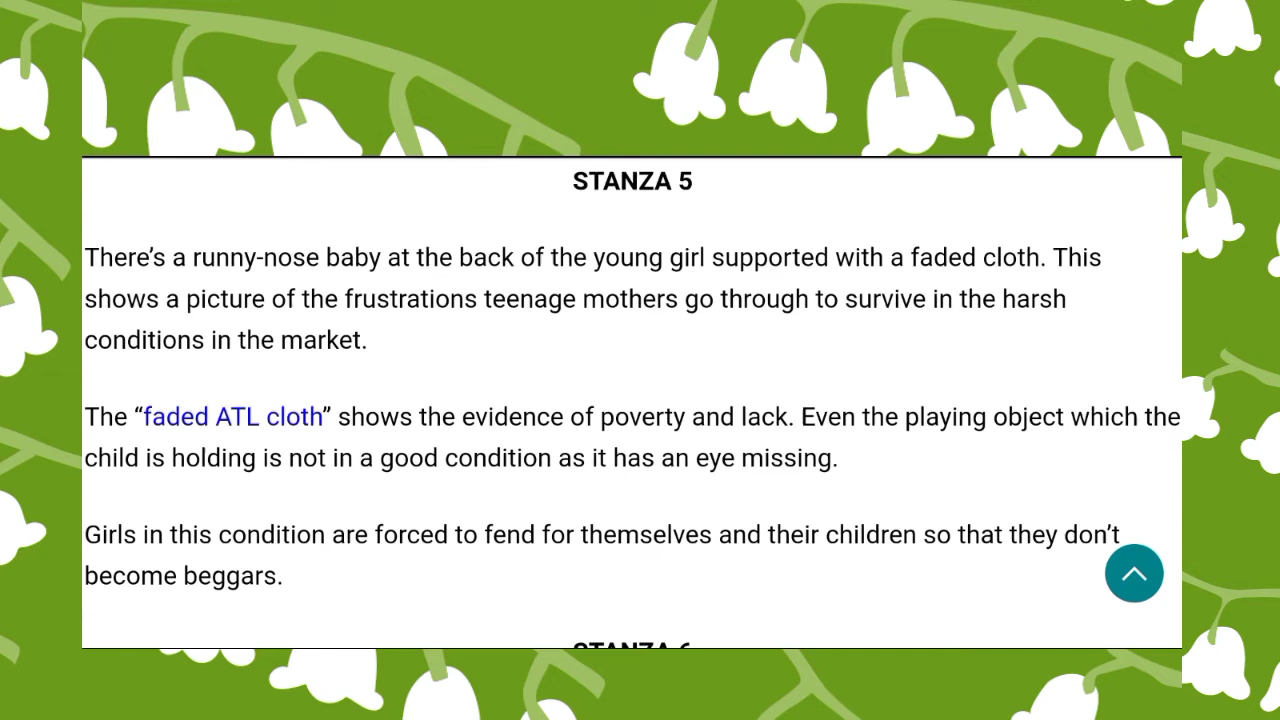 STANZA 5
There’s a runny-nose baby at the back of the young girl supported with a faded cloth. This
shows a picture of the frustrations teenage mothers go through to survive in the harsh
conditions in the market.
The “faded ATL cloth” shows the evidence of poverty and lack. Even the playing object which the
child is holding is not in a good condition as it has an eye missing.
Girls in this condition are forced to fend for themselves and their children so that they don’t
become beggars.
STANZA 6